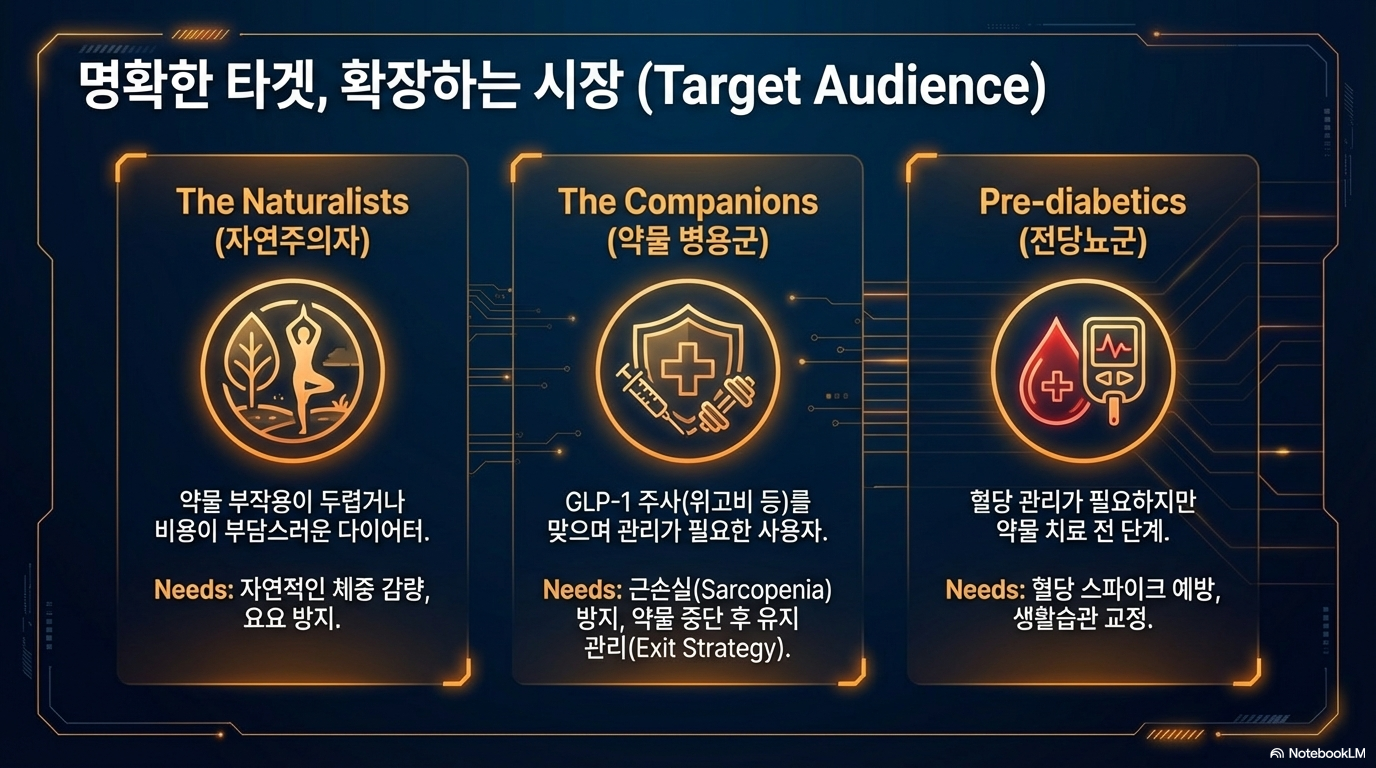 명확한 타겟, 확장하는 시장 (Target Audience)
The Naturalists
(자연주의자)
약물 부작용이 두렵거나
비용이 부담스러운 다이어터.
Needs: 자연적인 체중 감량,
요요 방지.
The Companions
(약물 병용군)
GLP-1 주사(위고비 등)를
맞으며 관리가 필요한 사용자.
Needs: 근손실(Sarcopenia)
방지, 약물 중단 후 유지
관리(Exit Strategy).
Pre-diabetics
(전당뇨군)
혈당 관리가 필요하지만
약물 치료 전 단계.
Needs: 혈당 스파이크 예방,
생활습관 교정.
NotebookLM